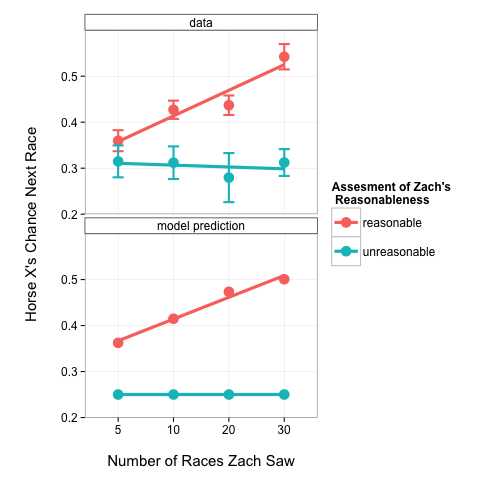 data
0.5
0.4
0.3
0.2
model prediction
0.5
0.4
0.3
0.2
5 10 20 30
Number of Races Zach Saw
Horse X's Chance Next Race
Assesment of Zach's
Reasonableness
reasonable
unreasonable